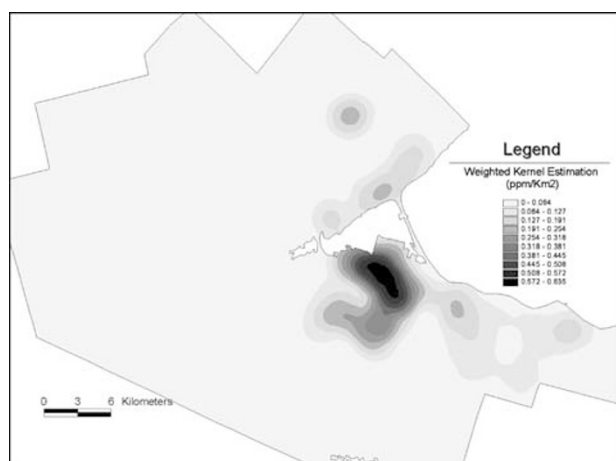 Legend
Weighted Kernel Estimation
(ppm/Km2)
0 - 0.084
0.084 - 0.127
0.127 - 0.191
0.191 - 0.254
0.254 - 0.318
0.318 - 0.381
0.381 - 0.445
0.445 - 0.508
0.508 - 0.572
0.572 - 0.635
0 3 6 Kilometers